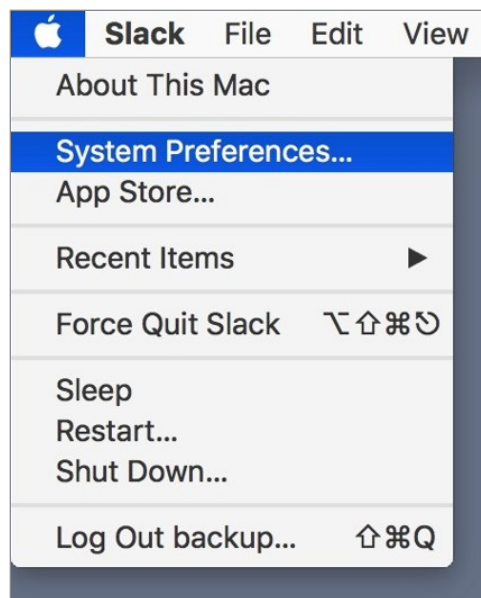 Slack File Edit View
About This Mac
System Preferences...
App Store...
Recent Items ▶
Force Quit Slack ⌥⇧⌘⎋
Sleep
Restart...
Shut Down...
Log Out backup... ⇧⌘Q